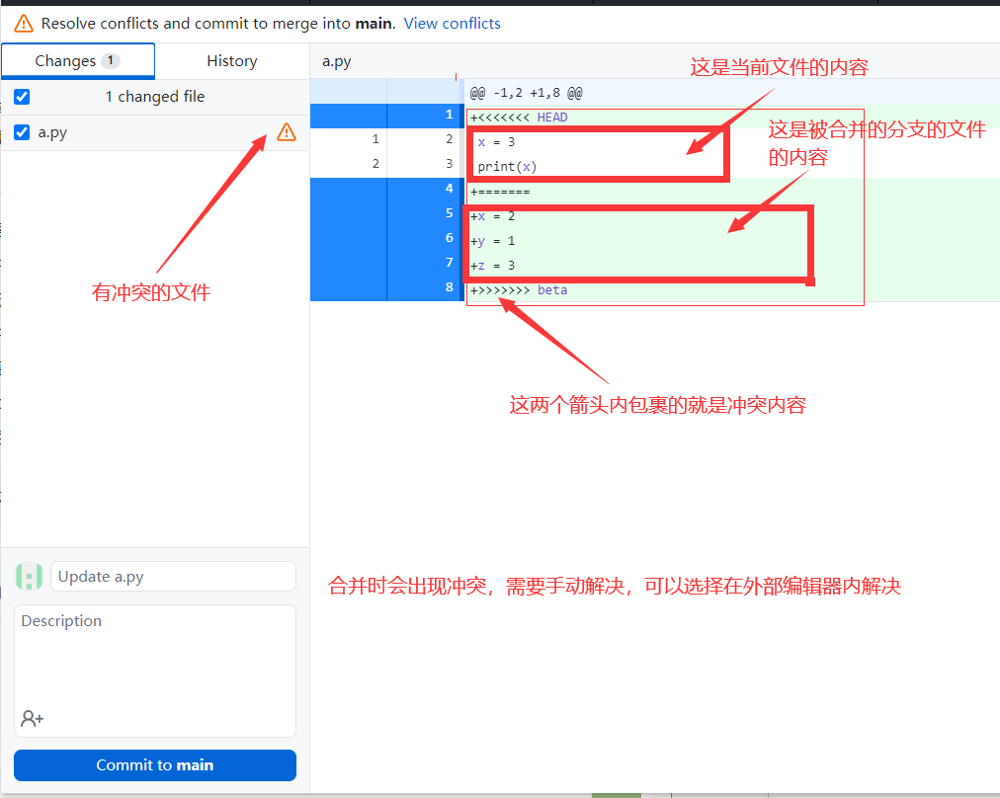 Resolve conflicts and commit to merge into main. View conflicts
Changes 1
History
a.py
1 changed file
a.py
有冲突的文件
这是当前文件的内容
@@ -1,2 +1,8 @@
1 +<<<<<<< HEAD
1 2 x = 3
2 3 print(x)
4 +=======
5 +x = 2
6 +y = 1
7 +z = 3
8 +>>>>>>> beta
这是被合并的分支的文件
的内容
这两个箭头内包裹的就是冲突内容
合并时会出现冲突，需要手动解决，可以选择在外部编辑器内解决
Update a.py
Description
Commit to main